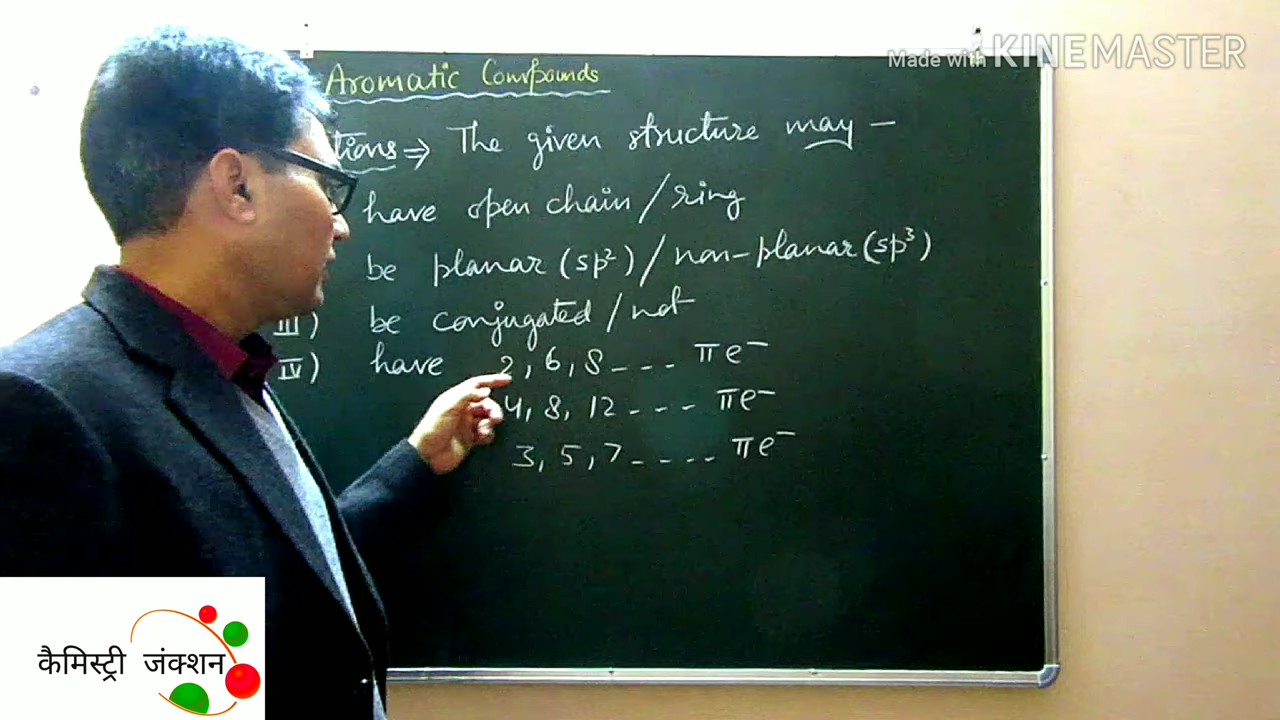 Made with KINEMASTER
Aromatic Compounds
tions ⇒ The given structure may –
have open chain / ring
be planar (sp²) / non-planar (sp³)
III) be conjugated / not
IV) have 2, 6, 8 - - - πe⁻
4, 8, 12 - - - πe⁻
3, 5, 7 - - - - πe⁻
कैमिस्ट्री जंक्शन